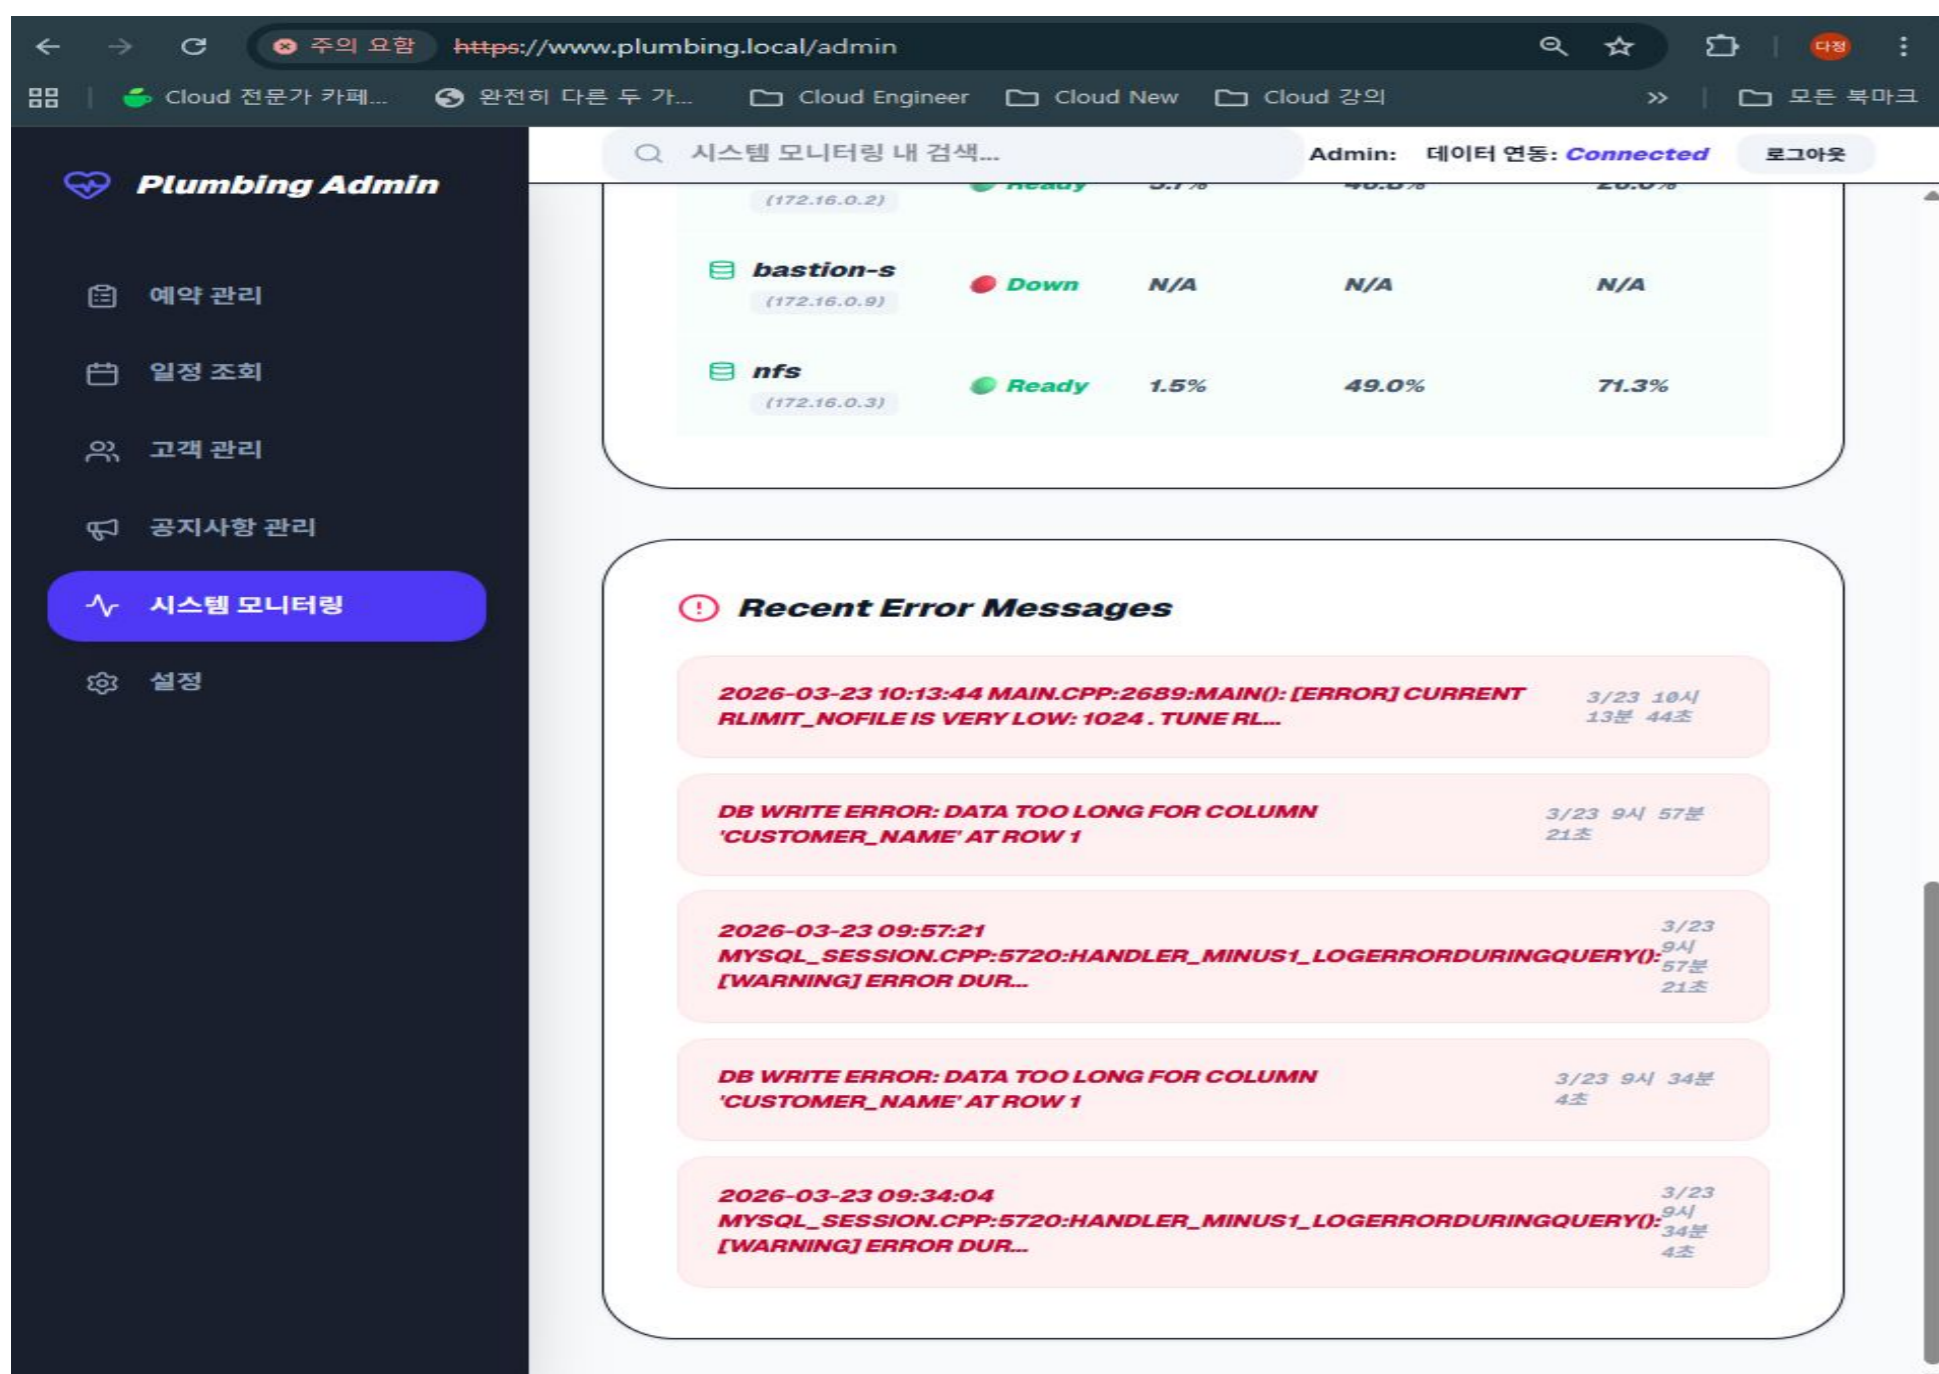 주의 요함 https://www.plumbing.local/admin 다정
Cloud 전문가 카페... 완전히 다른 두 가... Cloud Engineer Cloud New Cloud 강의 » 모든 북마크
Plumbing Admin
예약 관리
일정 조회
고객 관리
공지사항 관리
시스템 모니터링
설정
시스템 모니터링 내 검색... Admin: 데이터 연동: Connected 로그아웃
(172.16.0.2)
bastion-s Down N/A N/A N/A
(172.16.0.9)
nfs Ready 1.5% 49.0% 71.3%
(172.16.0.3)
Recent Error Messages
2026-03-23 10:13:44 MAIN.CPP:2689:MAIN(): [ERROR] CURRENT
RLIMIT_NOFILE IS VERY LOW: 1024 . TUNE RL...
3/23 10시
13분 44초
DB WRITE ERROR: DATA TOO LONG FOR COLUMN
'CUSTOMER_NAME' AT ROW 1
3/23 9시 57분
21초
2026-03-23 09:57:21
MYSQL_SESSION.CPP:5720:HANDLER_MINUS1_LOGERRORDURINGQUERY():
[WARNING] ERROR DUR...
3/23
9시
57분
21초
DB WRITE ERROR: DATA TOO LONG FOR COLUMN
'CUSTOMER_NAME' AT ROW 1
3/23 9시 34분
4초
2026-03-23 09:34:04
MYSQL_SESSION.CPP:5720:HANDLER_MINUS1_LOGERRORDURINGQUERY():
[WARNING] ERROR DUR...
3/23
9시
34분
4초